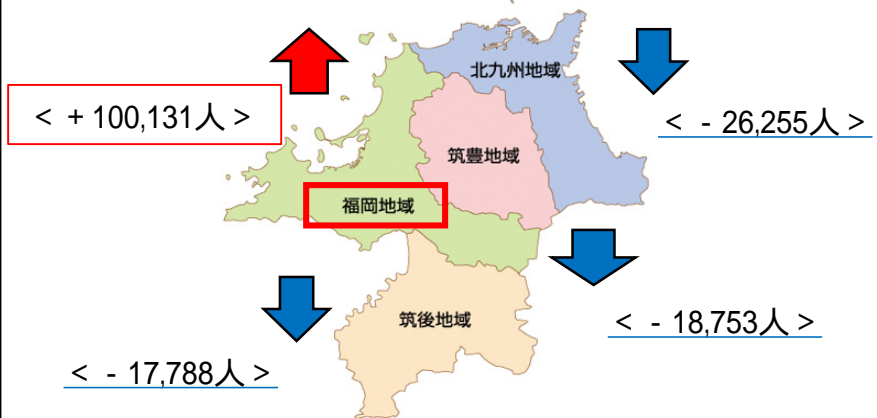 北九州地域
< + 100,131人 >
< - 26,255人 >
筑豊地域
福岡地域
筑後地域
< - 18,753人 >
< - 17,788人 >